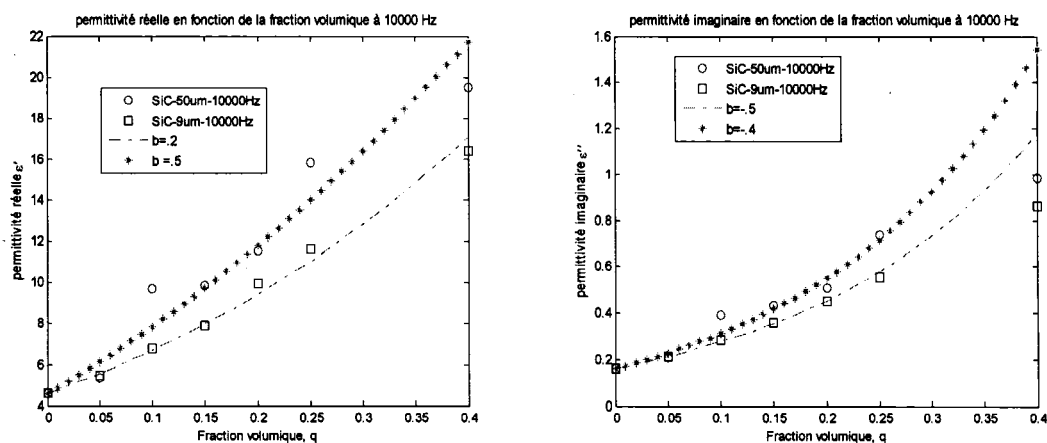 permittivité réelle en fonction de la fraction volumique à 10000 Hz
22
20
18
16
14
12
10
8
6
4
permittivité réelle ε'
SiC-50um-10000Hz
SiC-9um-10000Hz
b=.2
b =.5
0 0.05 0.1 0.15 0.2 0.25 0.3 0.35 0.4
Fraction volumique, q
permittivité imaginaire en fonction de la fraction volumique à 10000 Hz
1.6
1.4
1.2
1
0.8
0.6
0.4
0.2
0
permittivité imaginaire ε''
SiC-50um-10000Hz
SiC-9um-10000Hz
b=-.5
b=-.4
0 0.05 0.1 0.15 0.2 0.25 0.3 0.35 0.4
Fraction volumique, q